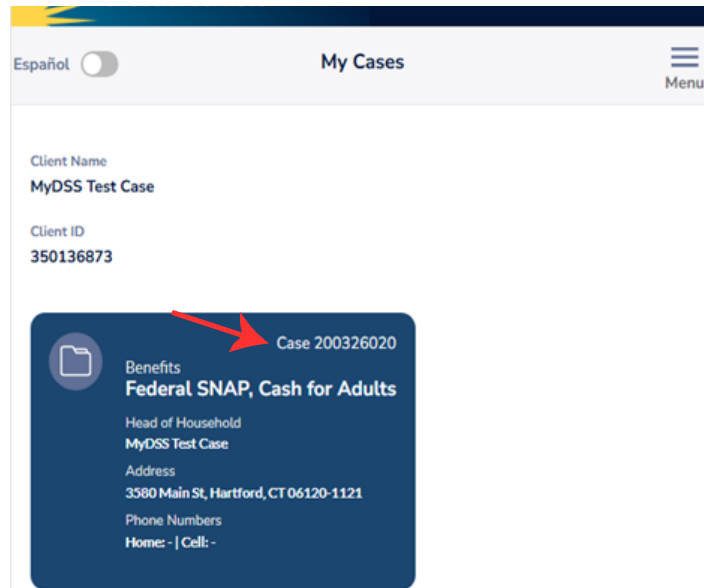 Español
My Cases
Menu
Client Name
MyDSS Test Case
Client ID
350136873
Case 200326020
Benefits
Federal SNAP, Cash for Adults
Head of Household
MyDSS Test Case
Address
3580 Main St, Hartford, CT 06120-1121
Phone Numbers
Home: - | Cell: -